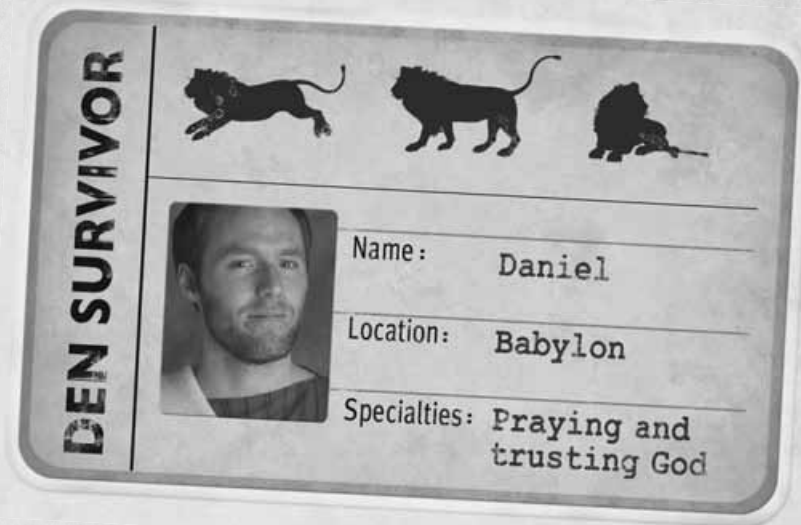 DEN SURVIVOR
Name: Daniel
Location: Babylon
Specialties: Praying and
trusting God